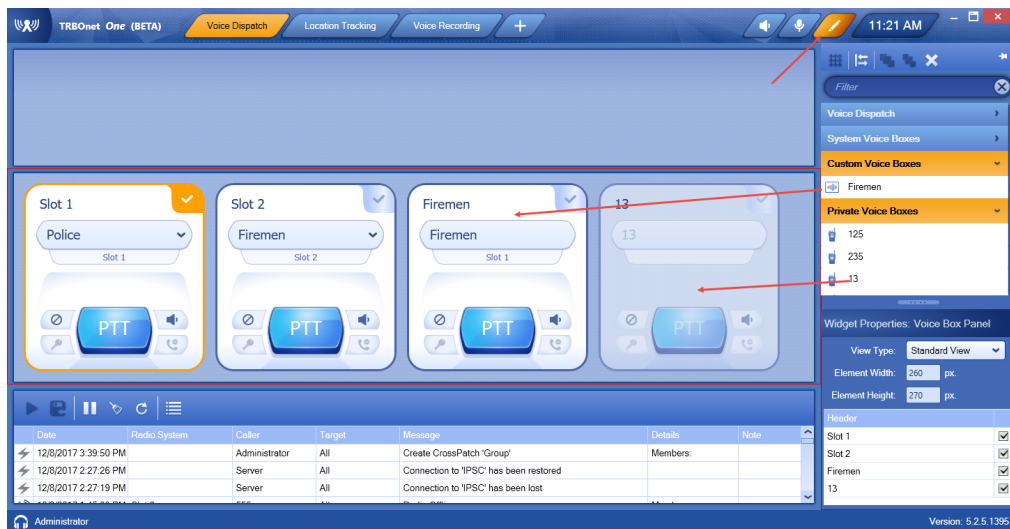 TRBOnet One (BETA)
Voice Dispatch
Location Tracking
Voice Recording
11:21 AM
Filter
Voice Dispatch
System Voice Boxes
Custom Voice Boxes
Firemen
Private Voice Boxes
125
235
13
Slot 1
Police
Slot 1
PTT
Slot 2
Firemen
Slot 2
PTT
Firemen
Firemen
Slot 1
PTT
13
13
PTT
Widget Properties: Voice Box Panel
View Type: Standard View
Element Width: 260 px.
Element Height: 270 px.
Header
Slot 1
Slot 2
Firemen
13
Date Radio System Caller Target Message Details Note
12/8/2017 3:39:50 PM Administrator All Create CrossPatch 'Group' Members:
12/8/2017 2:27:26 PM Server All Connection to 'IPSC' has been restored
12/8/2017 2:27:19 PM Server All Connection to 'IPSC' has been lost
Administrator
Version: 5.2.5.1395